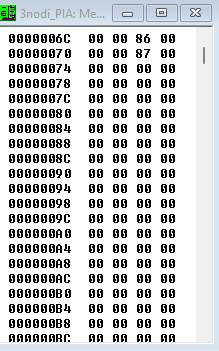 3nodi_PIA: Me...
0000006C 00 00 86 00
00000070 00 00 87 00
00000074 00 00 00 00
00000078 00 00 00 00
0000007C 00 00 00 00
00000080 00 00 00 00
00000084 00 00 00 00
00000088 00 00 00 00
0000008C 00 00 00 00
00000090 00 00 00 00
00000094 00 00 00 00
00000098 00 00 00 00
0000009C 00 00 00 00
000000A0 00 00 00 00
000000A4 00 00 00 00
000000A8 00 00 00 00
000000AC 00 00 00 00
000000B0 00 00 00 00
000000B4 00 00 00 00
000000B8 00 00 00 00
000000BC 00 00 00 00